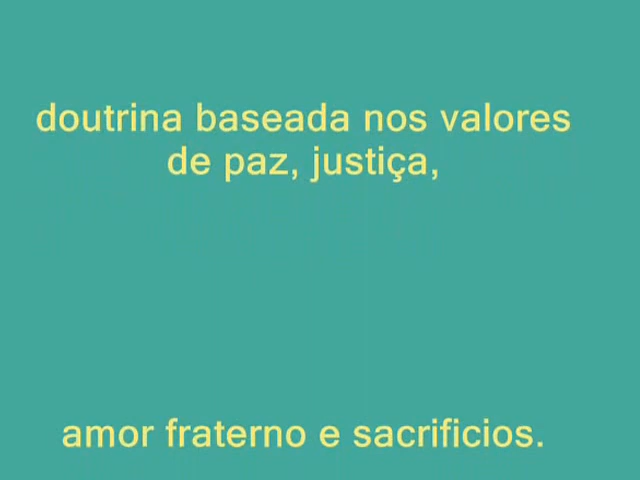 doutrina baseada nos valores
de paz, justiça,
amor fraterno e sacrificios.